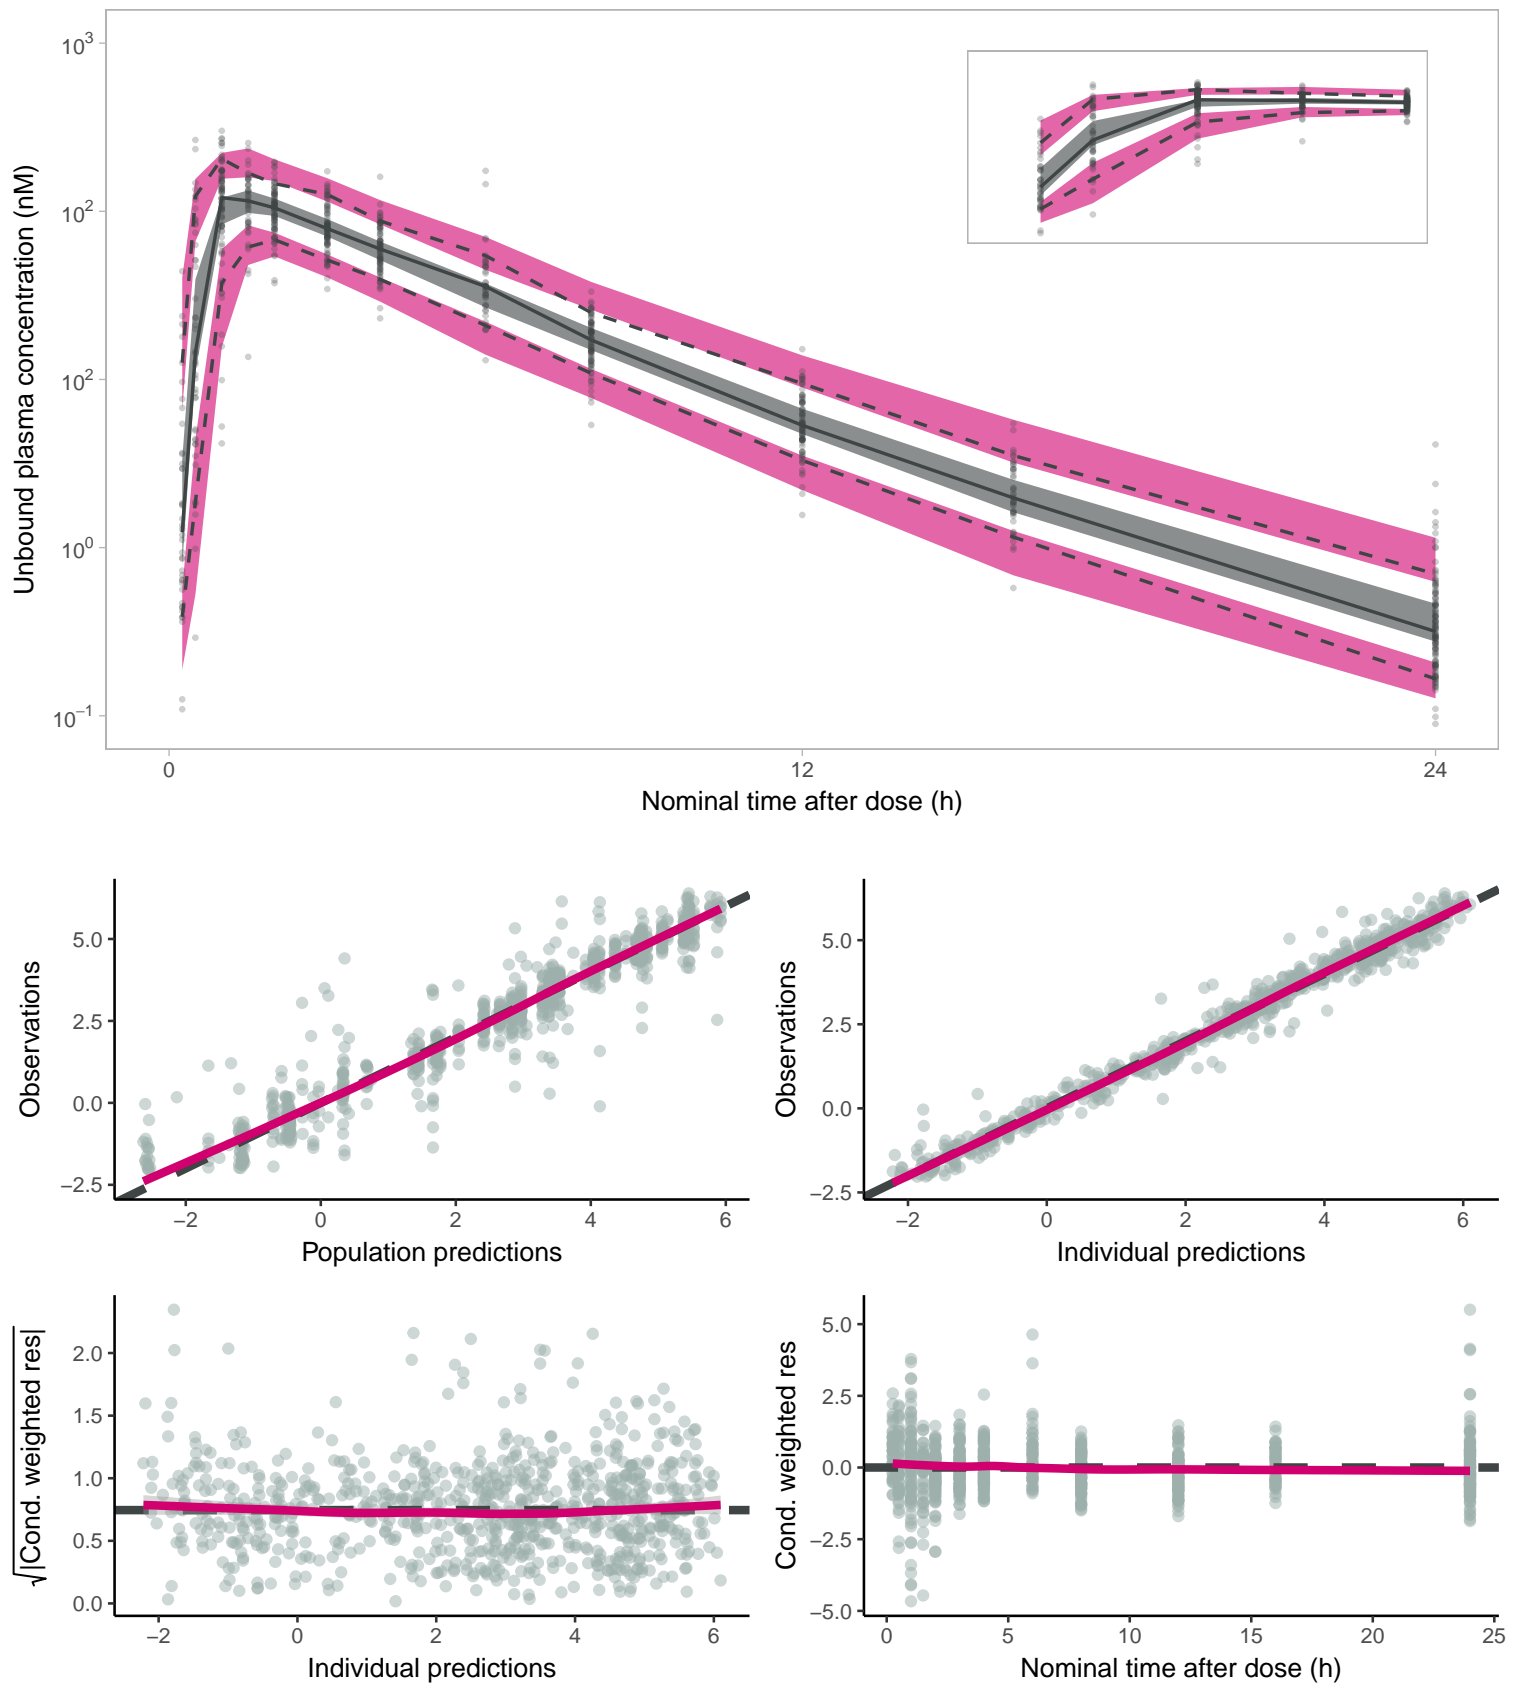 Unbound plasma concentration (nM)
10³
10²
10²
10⁰
10⁻¹
0 12 24
Nominal time after dose (h)
Observations
5.0
2.5
0.0
−2.5
−2 0 2 4 6
Population predictions
Observations
5.0
2.5
0.0
−2.5
−2 0 2 4 6
Individual predictions
√|Cond. weighted res|
2.0
1.5
1.0
0.5
0.0
−2 0 2 4 6
Individual predictions
Cond. weighted res
5.0
2.5
0.0
−2.5
−5.0
0 5 10 15 20 25
Nominal time after dose (h)